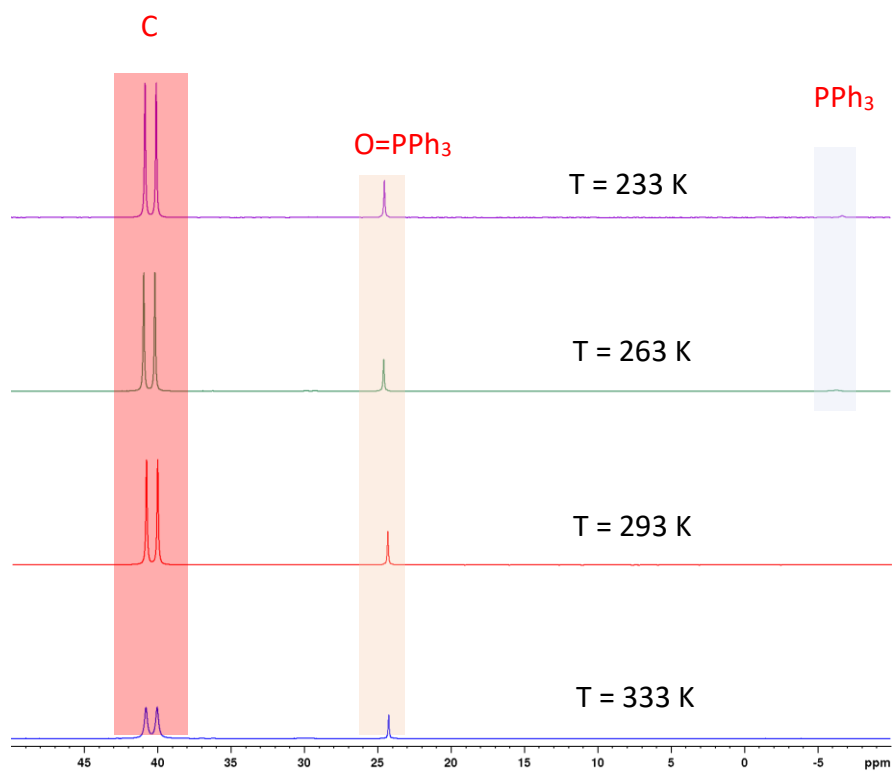 C
PPh₃
O=PPh₃
T = 233 K
T = 263 K
T = 293 K
T = 333 K
45 40 35 30 25 20 15 10 5 0 -5 ppm